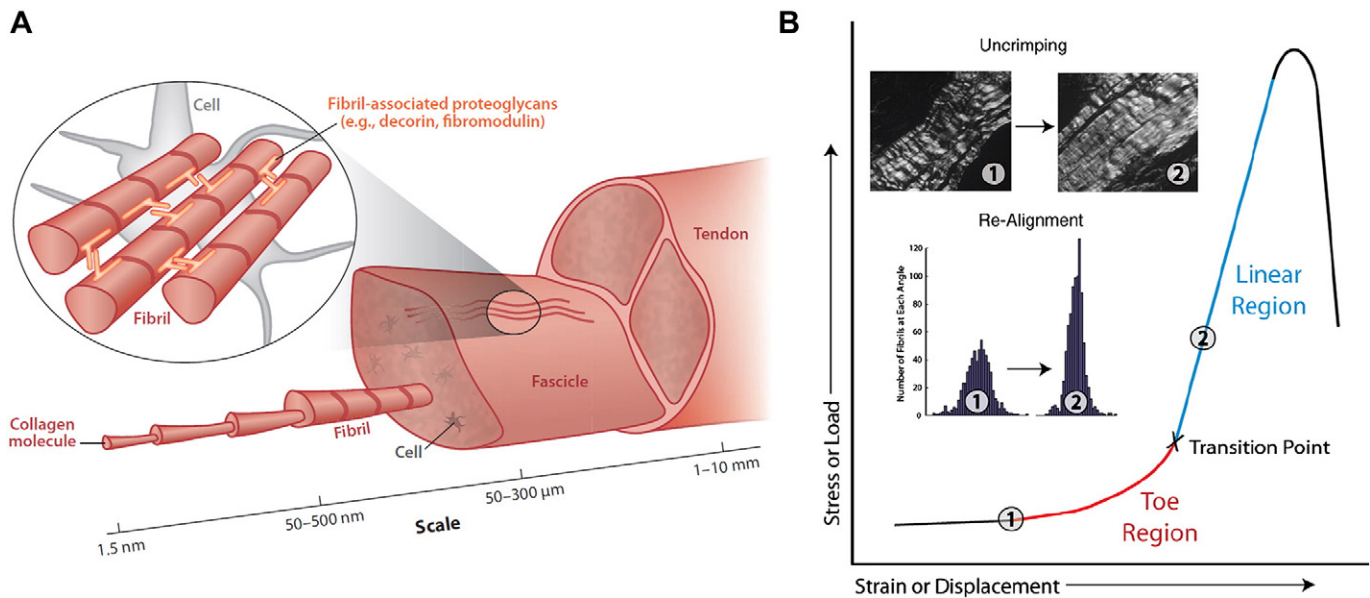 A
Cell
Fibril-associated proteoglycans
(e.g., decorin, fibromodulin)
Fibril
Tendon
Fascicle
Collagen
molecule
Fibril
Cell
1.5 nm
50–500 nm
50–300 μm
1–10 mm
Scale
B
Uncrimping
1
2
Re-Alignment
Number of Fibrils at Each Angle
120
100
80
60
40
20
0
1
2
Linear
Region
2
Transition Point
1
Toe
Region
Stress or Load
Strain or Displacement